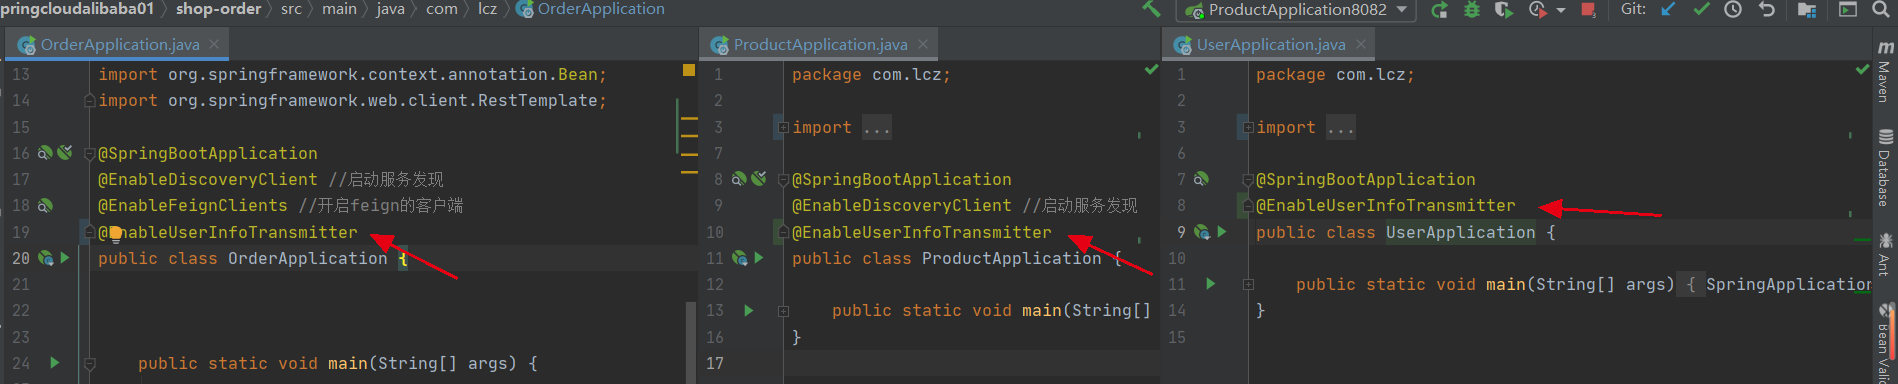 pringcloudalibaba01 〉 shop-order 〉 src 〉 main 〉 java 〉 com 〉 lcz 〉 OrderApplication
ProductApplication8082
Git:
OrderApplication.java
13 import org.springframework.context.annotation.Bean;
14 import org.springframework.web.client.RestTemplate;
15
16 @SpringBootApplication
17 @EnableDiscoveryClient //启动服务发现
18 @EnableFeignClients //开启feign的客户端
19 @EnableUserInfoTransmitter
20 public class OrderApplication {
21
22
23
24 public static void main(String[] args) {
ProductApplication.java
1 package com.lcz;
2
3 import ...
7
8 @SpringBootApplication
9 @EnableDiscoveryClient //启动服务发现
10 @EnableUserInfoTransmitter
11 public class ProductApplication {
12
13 public static void main(String[]
16 }
17
UserApplication.java
1 package com.lcz;
2
3 import ...
6
7 @SpringBootApplication
8 @EnableUserInfoTransmitter
9 public class UserApplication {
10
11 public static void main(String[] args) { SpringApplication
14 }
15
m
Maven
Database
Ant
Bean Vali